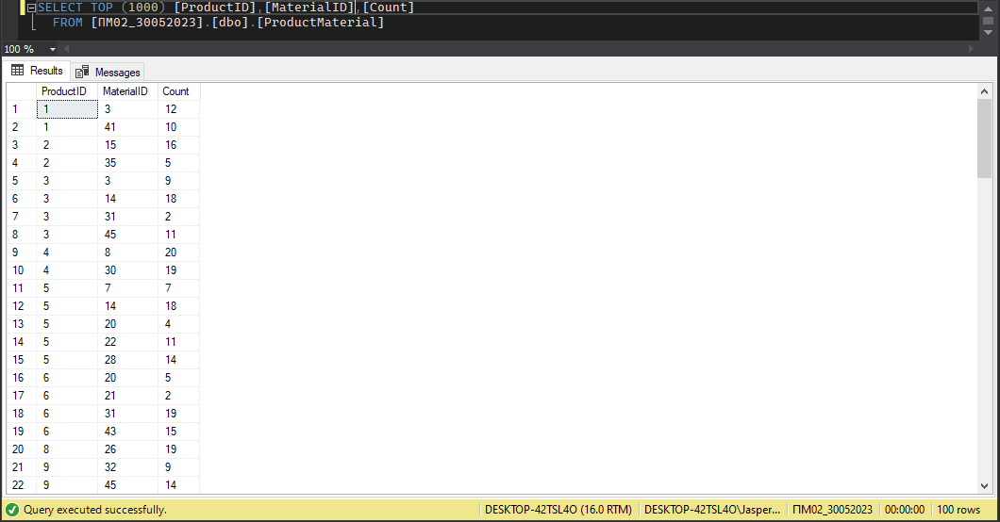 SELECT TOP (1000) [ProductID],[MaterialID],[Count]
FROM [ПМ02_30052023].[dbo].[ProductMaterial]
100 %
Results Messages
ProductID MaterialID Count
1 1 3 12
2 1 41 10
3 2 15 16
4 2 35 5
5 3 3 9
6 3 14 18
7 3 31 2
8 3 45 11
9 4 8 20
10 4 30 19
11 5 7 7
12 5 14 18
13 5 20 4
14 5 22 11
15 5 28 14
16 6 20 5
17 6 21 2
18 6 31 19
19 6 43 15
20 8 26 19
21 9 32 9
22 9 45 14
Query executed successfully. DESKTOP-42TSL4O (16.0 RTM) DESKTOP-42TSL4O\Jasper... ПМ02_30052023 00:00:00 100 rows